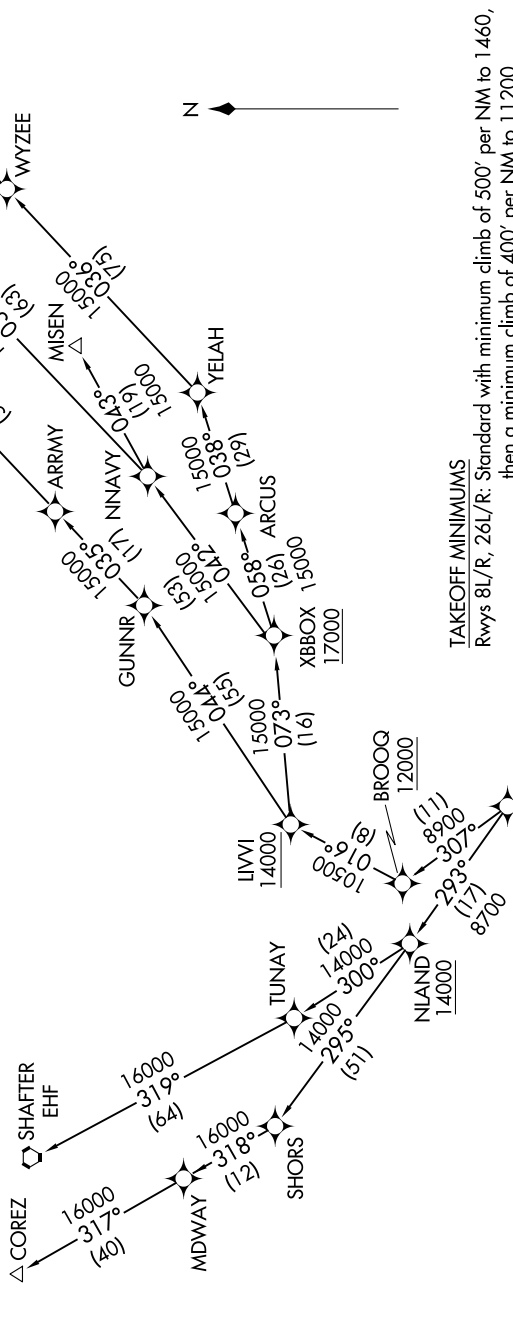 WYZEE
15000
036°
(75)
(63)
MISEN
043°
(19)
15000
YELAH
15000
038°
(29)
ARCUS
058°
(26)
15000
NNAVY
(53)
15000
042°
ARRMY
15000
035°
(17)
GUNNR
15000
044°
(55)
XBBOX
17000
15000
073°
(16)
LIVVI
14000
10500
016°
(8)
BROOQ
12000
(11)
8900
307°
293°
(17)
8700
NLAND
14000
(24)
14000
300°
TUNAY
16000
319°
(64)
SHAFTER
EHF
14000
295°
(51)
SHORS
16000
318°
(12)
MDWAY
16000
317°
(40)
COREZ
N
TAKEOFF MINIMUMS
Rwys 8L/R, 26L/R: Standard with minimum climb of 500' per NM to 1460,
then a minimum climb of 400' per NM to 11200